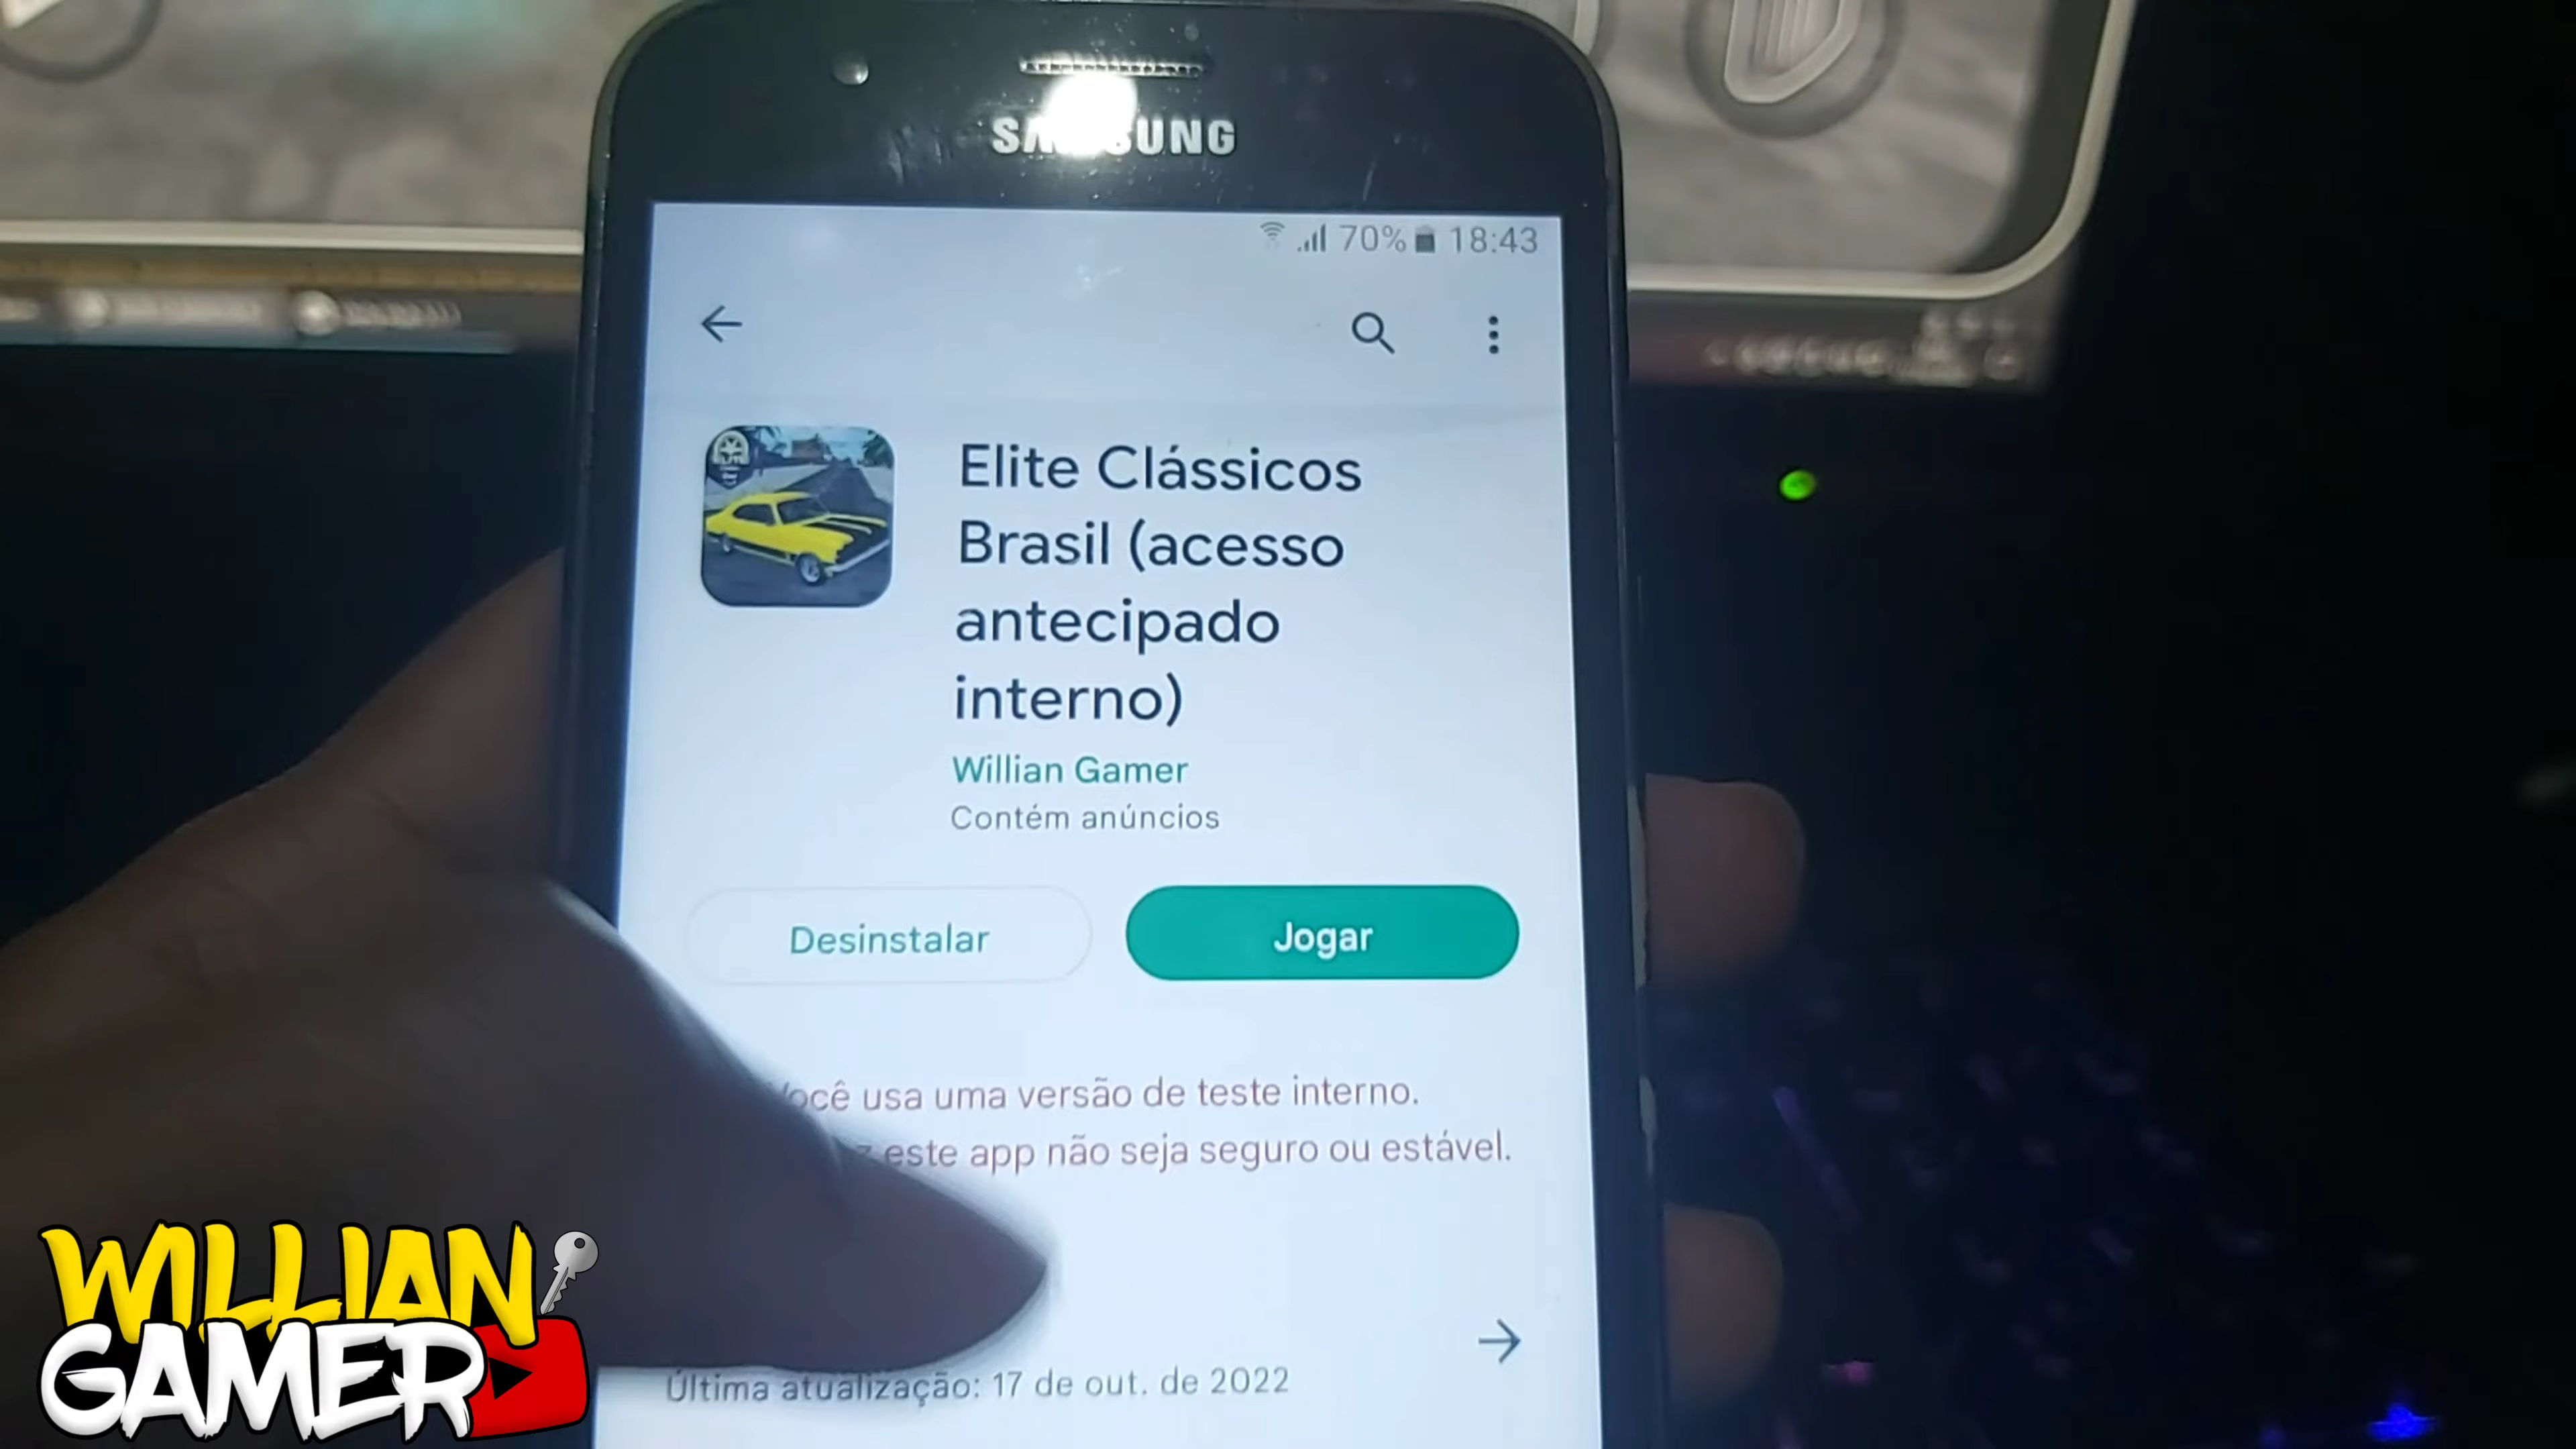 SAMSUNG
70% 18:43
Elite Clássicos
Brasil (acesso
antecipado
interno)
Willian Gamer
Contém anúncios
Desinstalar
Jogar
Você usa uma versão de teste interno.
este app não seja seguro ou estável.
Última atualização: 17 de out. de 2022
WILLIAN
GAMER